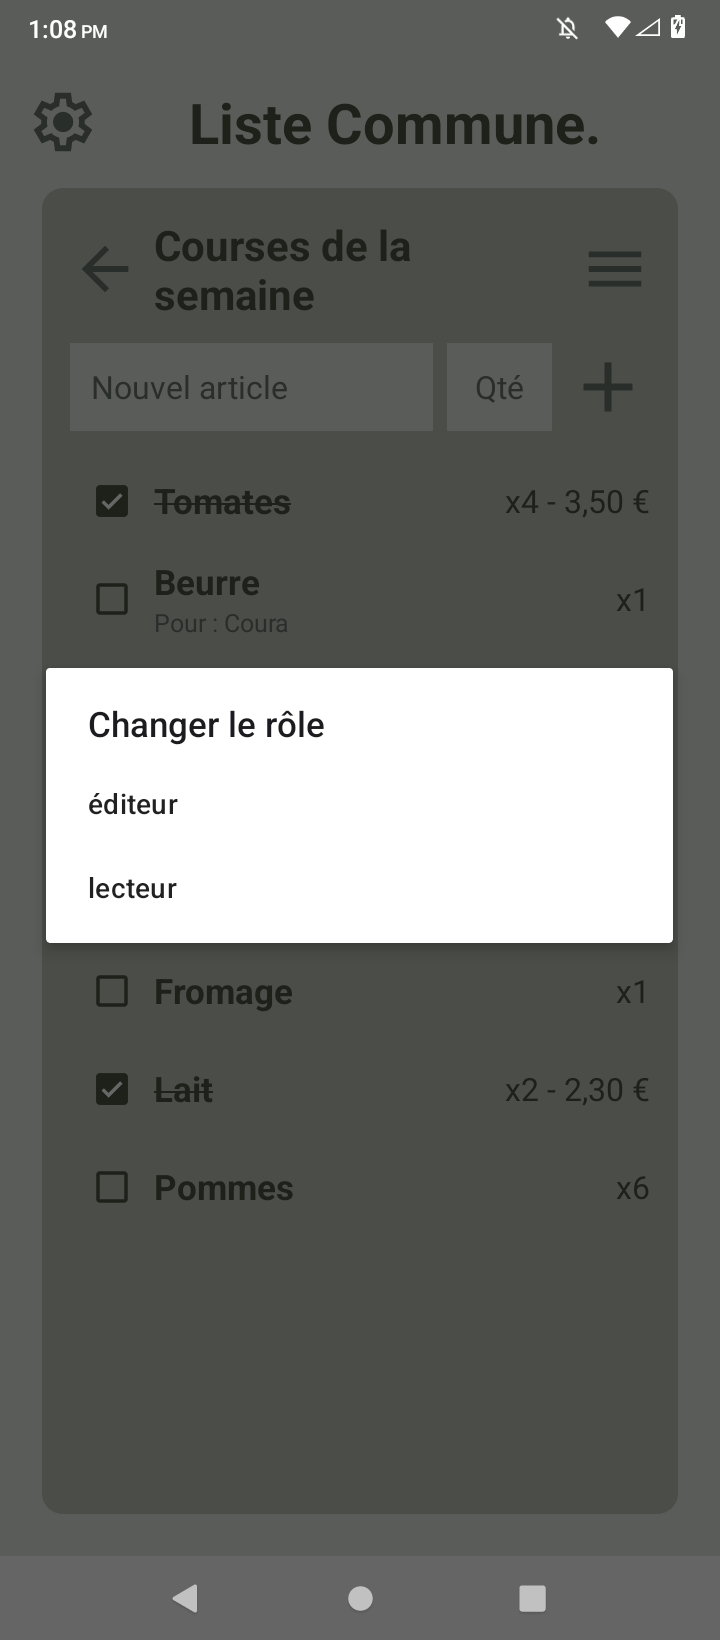 1:08 PM
Liste Commune.
Courses de la
semaine
Nouvel article
Qté
Tomates
x4 - 3,50 €
Beurre
x1
Pour : Coura
Changer le rôle
éditeur
lecteur
Fromage
x1
Lait
x2 - 2,30 €
Pommes
x6